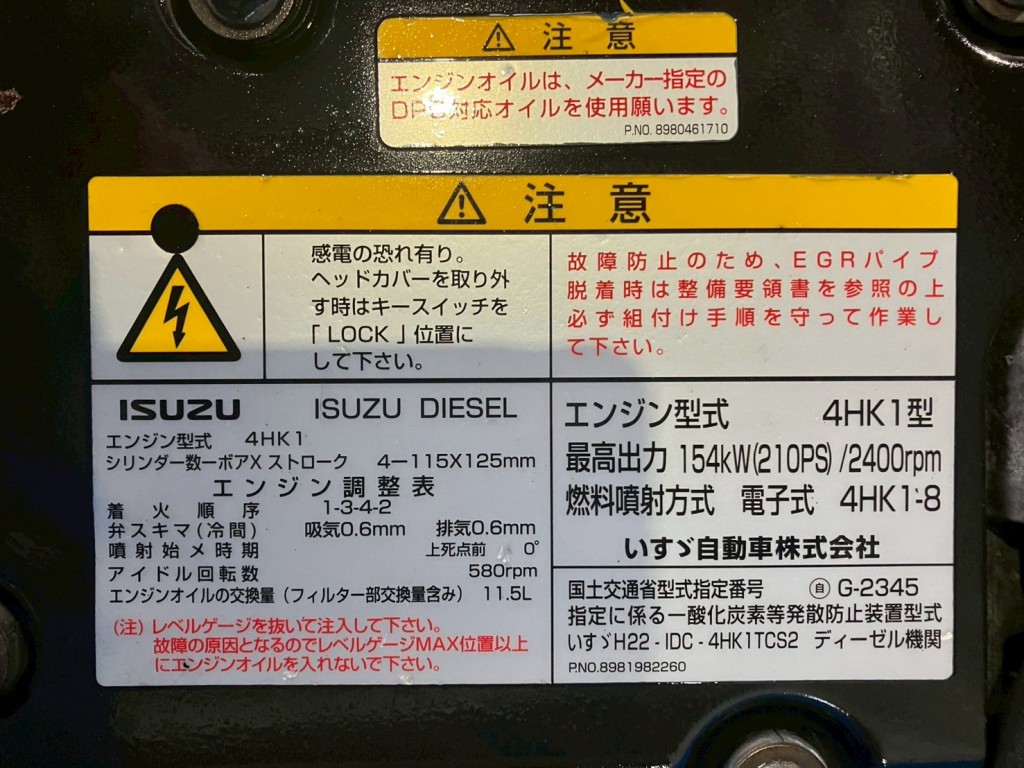 ⚠ 注意
エンジンオイルは、メーカー指定の
DPD対応オイルを使用願います。
P.NO. 8980461710
⚠ 注意
感電の恐れ有り。
ヘッドカバーを取り外
す時はキースイッチを
「LOCK」位置に
して下さい。
故障防止のため、EGRパイプ
脱着時は整備要領書を参照の上
必ず組付け手順を守って作業し
て下さい。
ISUZU ISUZU DIESEL
エンジン型式 4HK1
シリンダー数ーボアX ストローク 4ー115X125mm
エンジン調整表
着火順序 1-3-4-2
弁スキマ(冷間) 吸気0.6mm 排気0.6mm
噴射始メ時期 上死点前 0°
アイドル回転数 580rpm
エンジンオイルの交換量(フィルター部交換量含み) 11.5L
(注) レベルゲージを抜いて注入して下さい。
故障の原因となるのでレベルゲージMAX位置以上
にエンジンオイルを入れないで下さい。
エンジン型式 4HK1型
最高出力 154kW(210PS)/2400rpm
燃料噴射方式 電子式 4HK1-8
いすゞ自動車株式会社
国土交通省型式指定番号 ㉂ G-2345
指定に係る一酸化炭素等発散防止装置型式
いすゞH22-IDC-4HK1TCS2 ディーゼル機関
P.NO.8981982260